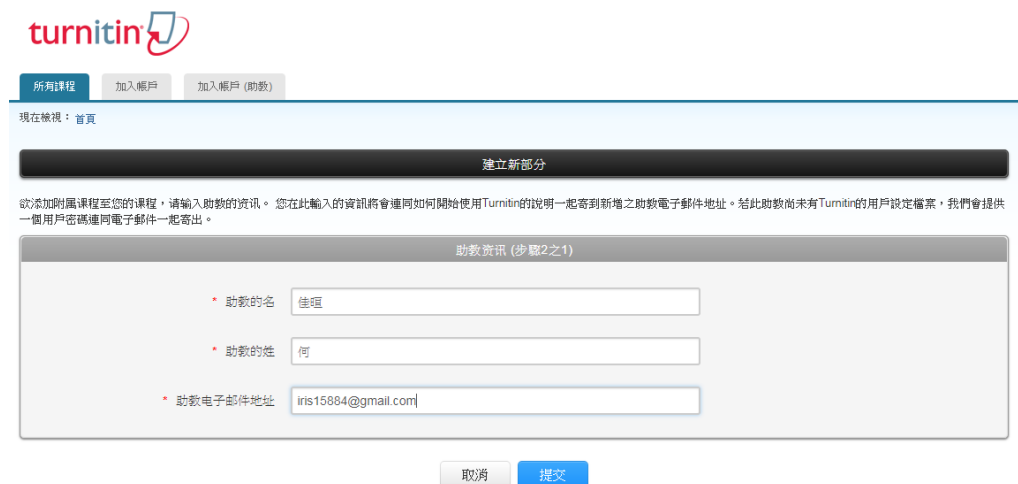 turnitin
所有課程 加入帳戶 加入帳戶 (助教)
現在檢視：首頁
建立新部分
欲添加附属课程至您的课程，请输入助教的资讯。 您在此輸入的資訊將會連同如何開始使用Turnitin的說明一起寄到新增之助教電子郵件地址。若此助教尚未有Turnitin的用戶設定檔案，我們會提供
一個用戶密碼連同電子郵件一起寄出。
助教资讯 (步驟2之1)
* 助教的名 佳暄
* 助教的姓 何
* 助教电子邮件地址 iris15884@gmail.com
取消 提交